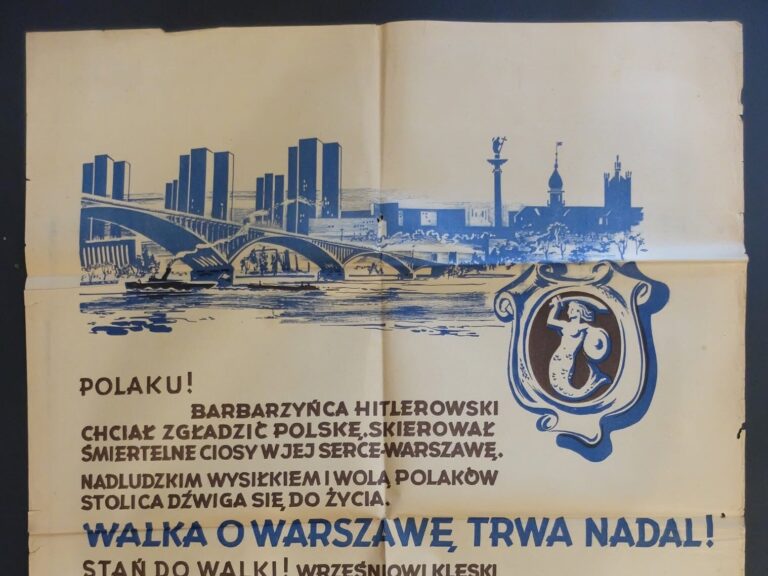 POLAKU!
BARBARZYŃCA HITLEROWSKI
CHCIAŁ ZGŁADZIĆ POLSKĘ, SKIEROWAŁ
ŚMIERTELNE CIOSY W JEJ SERCE-WARSZAWĘ.
NADLUDZKIM WYSIŁKIEM I WOLĄ POLAKÓW
STOLICA DŹWIGA SIĘ DO ŻYCIA.
WALKA O WARSZAWĘ TRWA NADAL!
STAŃ DO WALKI! WRZEŚNIOWI KLĘSKI